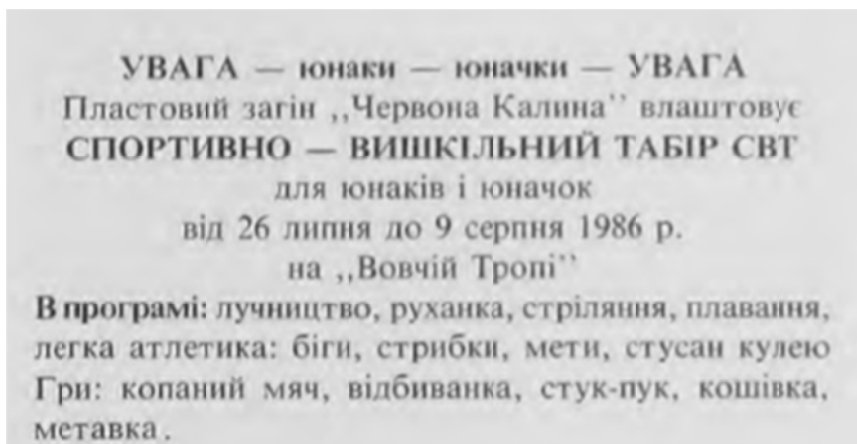 УВАГА — юнаки — юначки — УВАГА
Пластовий загін ,,Червона Калина'' влаштовує
СПОРТИВНО — ВИШКІЛЬНИЙ ТАБІР СВТ
для юнаків і юначок
від 26 липня до 9 серпня 1986 р.
на ,,Вовчій Тропі''
В програмі: лучництво, руханка, стріляння, плавання,
легка атлетика: біги, стрибки, мети, стусан кулею
Гри: копаний мяч, відбиванка, стук-пук, кошівка,
метавка.